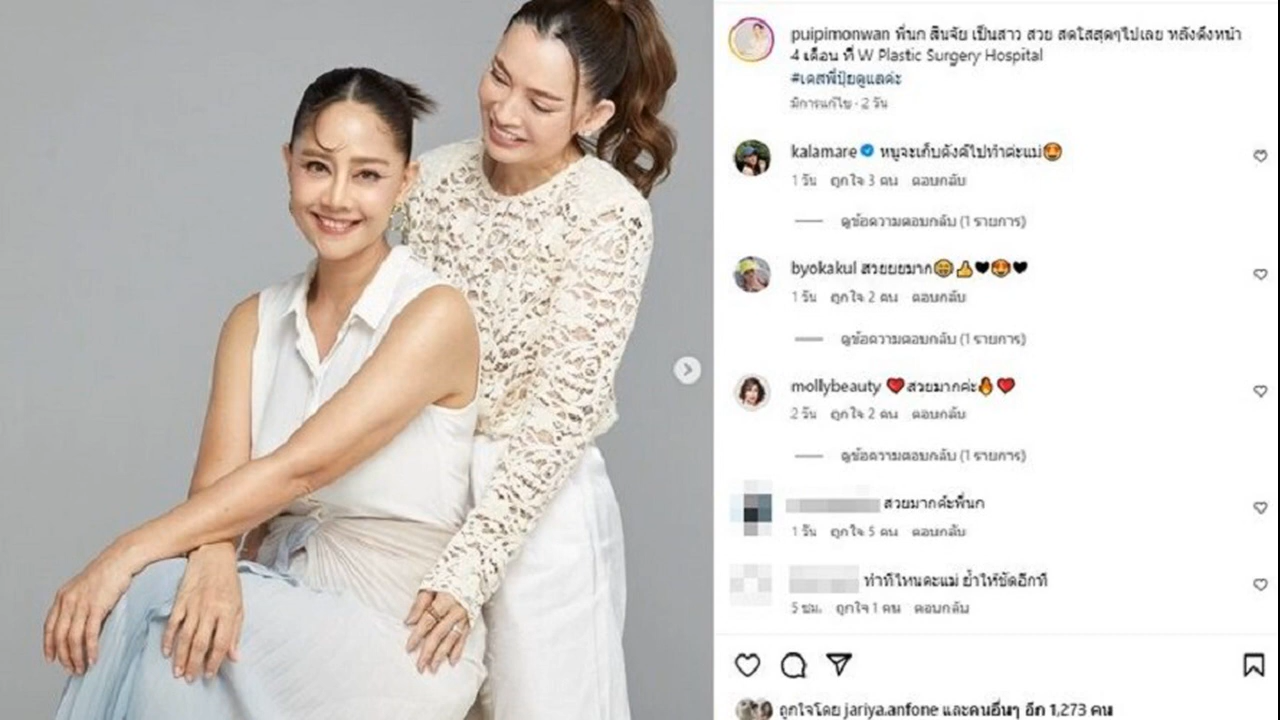 puipimonwan พี่นก สินจัย เป็นสาว สวย สดใสสุดๆไปเลย หลังดึงหน้า
4 เดือน ที่ W Plastic Surgery Hospital
#เคสพี่ปุ้ยดูแลค่ะ
มีการแก้ไข · 2 วัน
kalamare หนูจะเก็บตังค์ไปทำค่ะแม่🤩
1 วัน ถูกใจ 3 คน ตอบกลับ
ดูข้อความตอบกลับ (1 รายการ)
byokakul สวยยยมาก😁👍🖤🤩🖤
1 วัน ถูกใจ 2 คน ตอบกลับ
ดูข้อความตอบกลับ (1 รายการ)
mollybeauty ❤️สวยมากค่ะ🔥❤️
2 วัน ถูกใจ 2 คน ตอบกลับ
ดูข้อความตอบกลับ (1 รายการ)
สวยมากค่ะพี่นก
1 วัน ถูกใจ 5 คน ตอบกลับ
ทำที่ไหนคะแม่ ย้ำให้ชัดอีกที
5 ชม. ถูกใจ 1 คน ตอบกลับ
ถูกใจโดย jariya.anfone และคนอื่นๆ อีก 1,273 คน